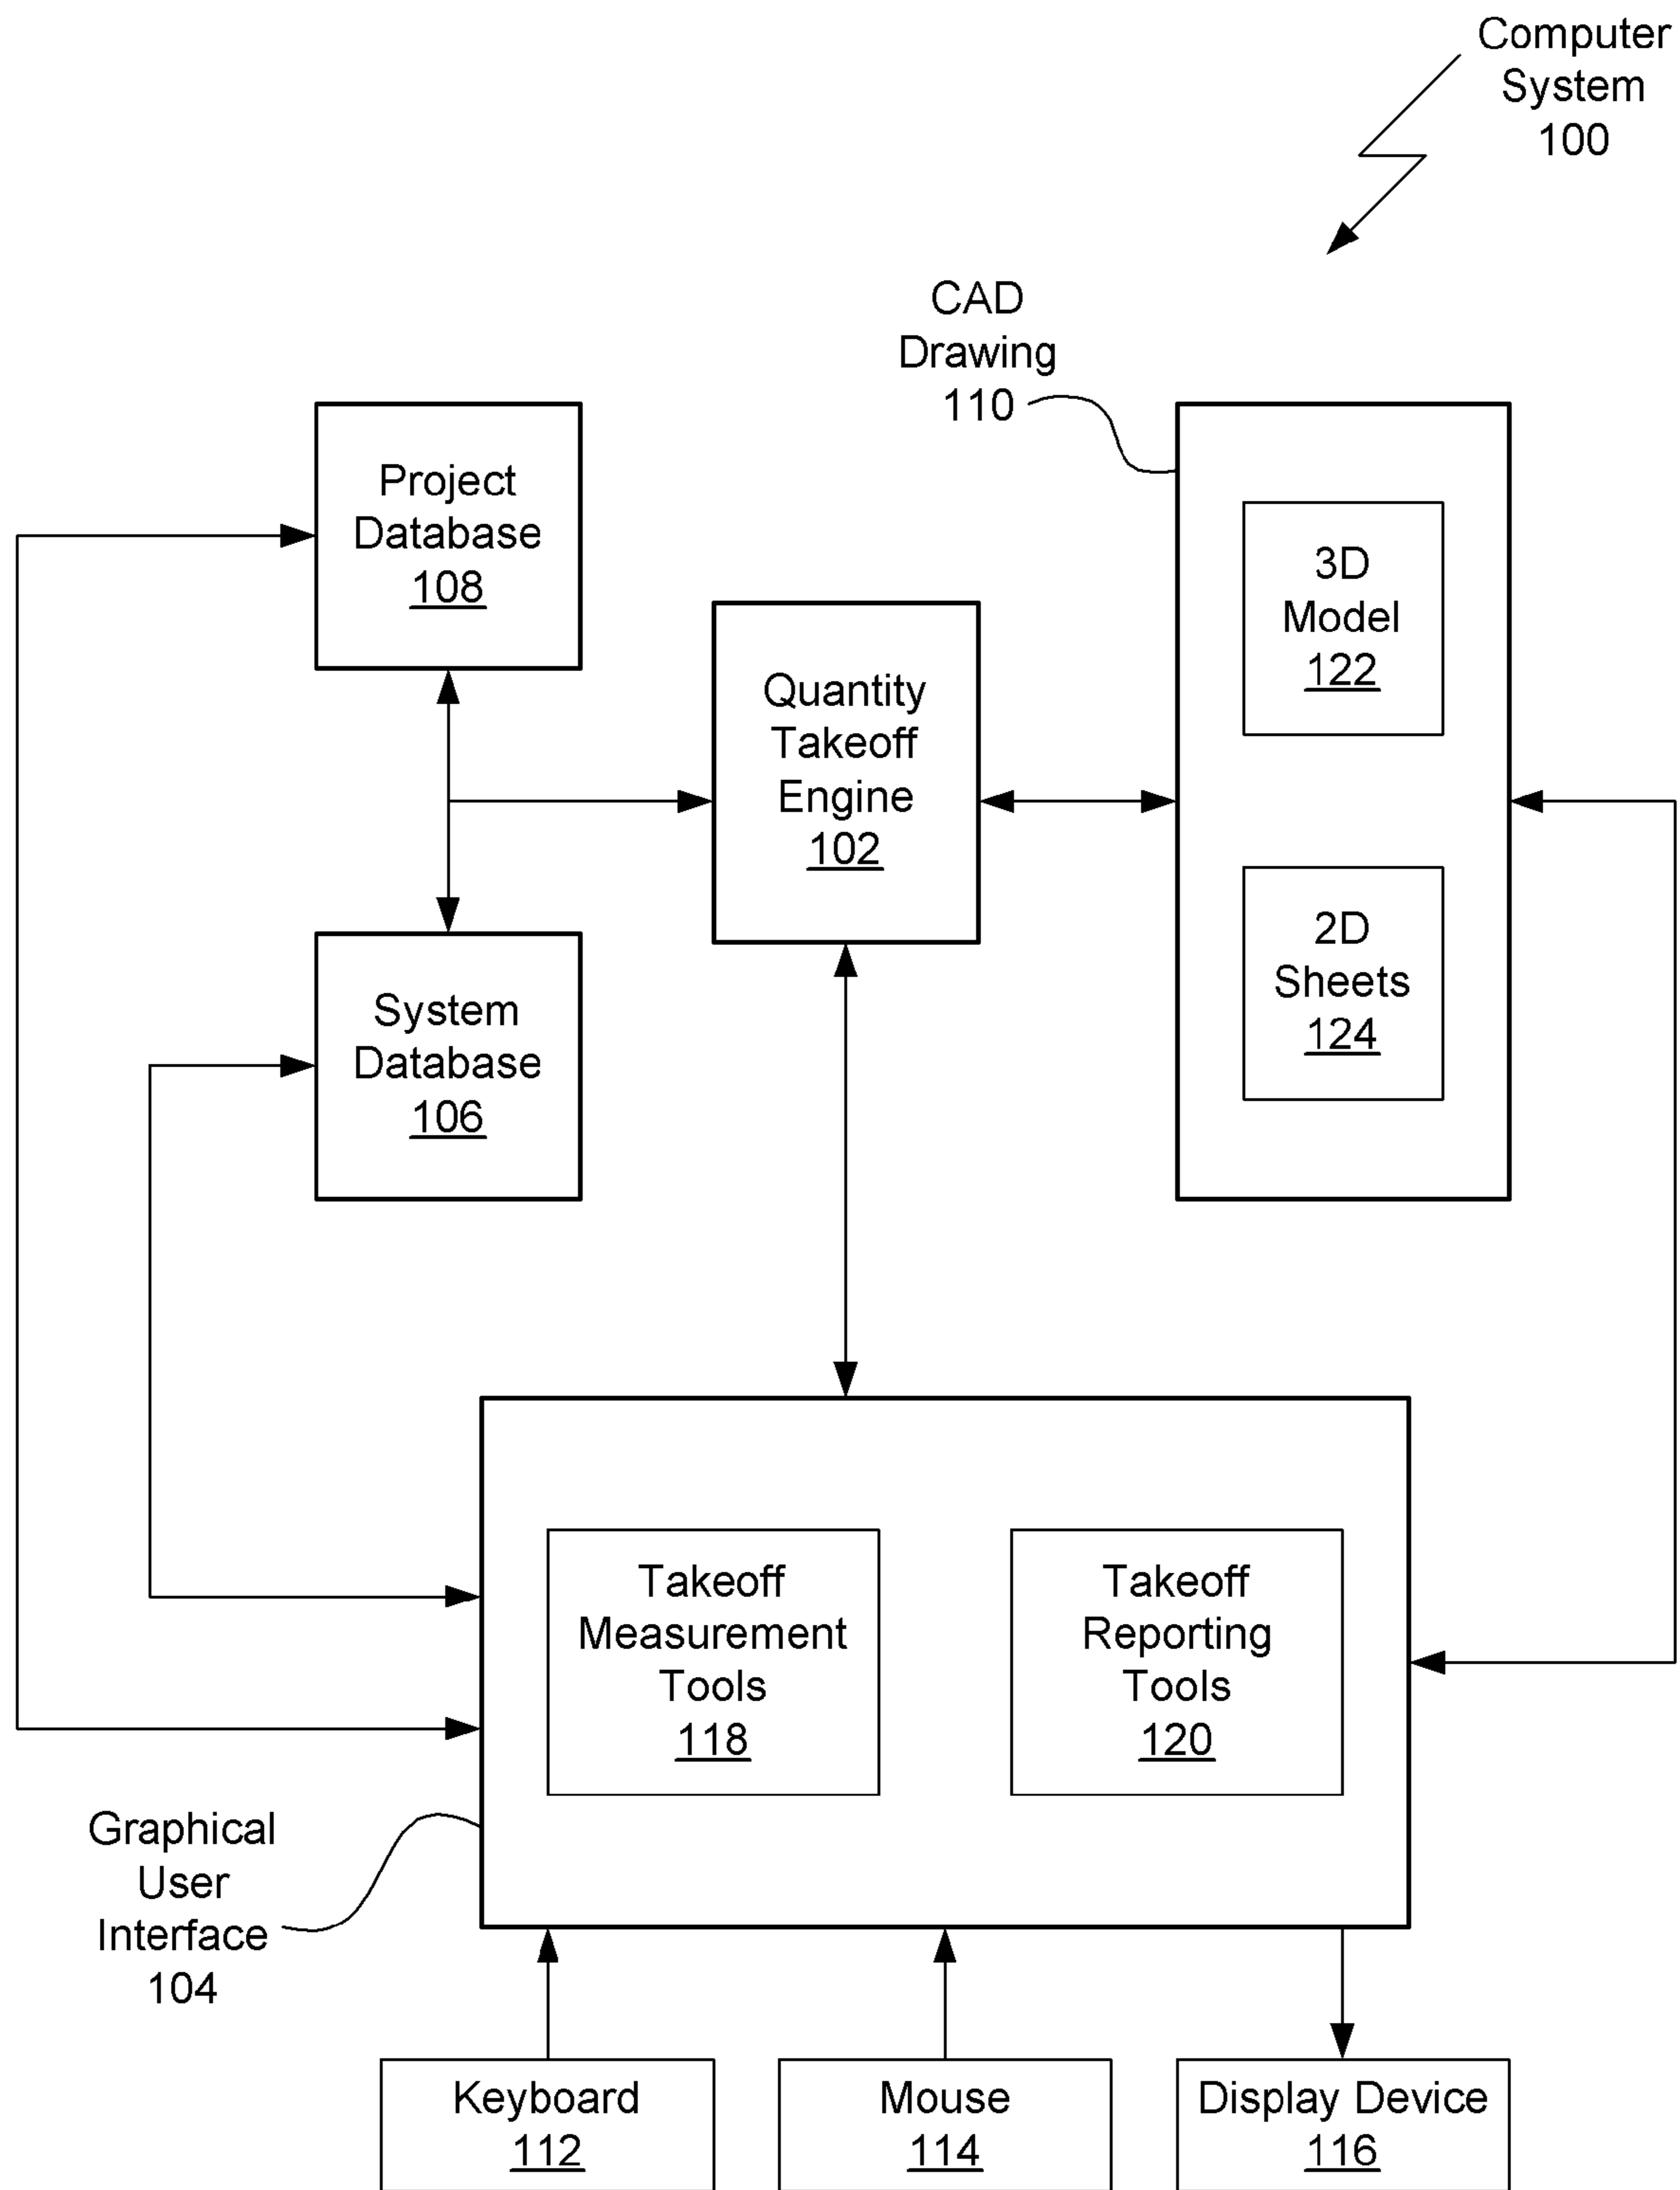 Computer
System
100
CAD
Drawing
110
Project
Database
108
3D
Model
122
Quantity
Takeoff
Engine
102
2D
Sheets
124
System
Database
106
Takeoff
Measurement
Tools
118
Takeoff
Reporting
Tools
120
Graphical
User
Interface
104
Keyboard
112
Mouse
114
Display Device
116